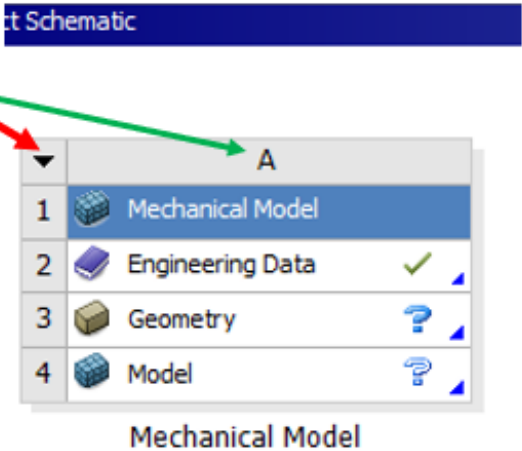 ct Schematic
A
1 Mechanical Model
2 Engineering Data
3 Geometry ?
4 Model ?
Mechanical Model